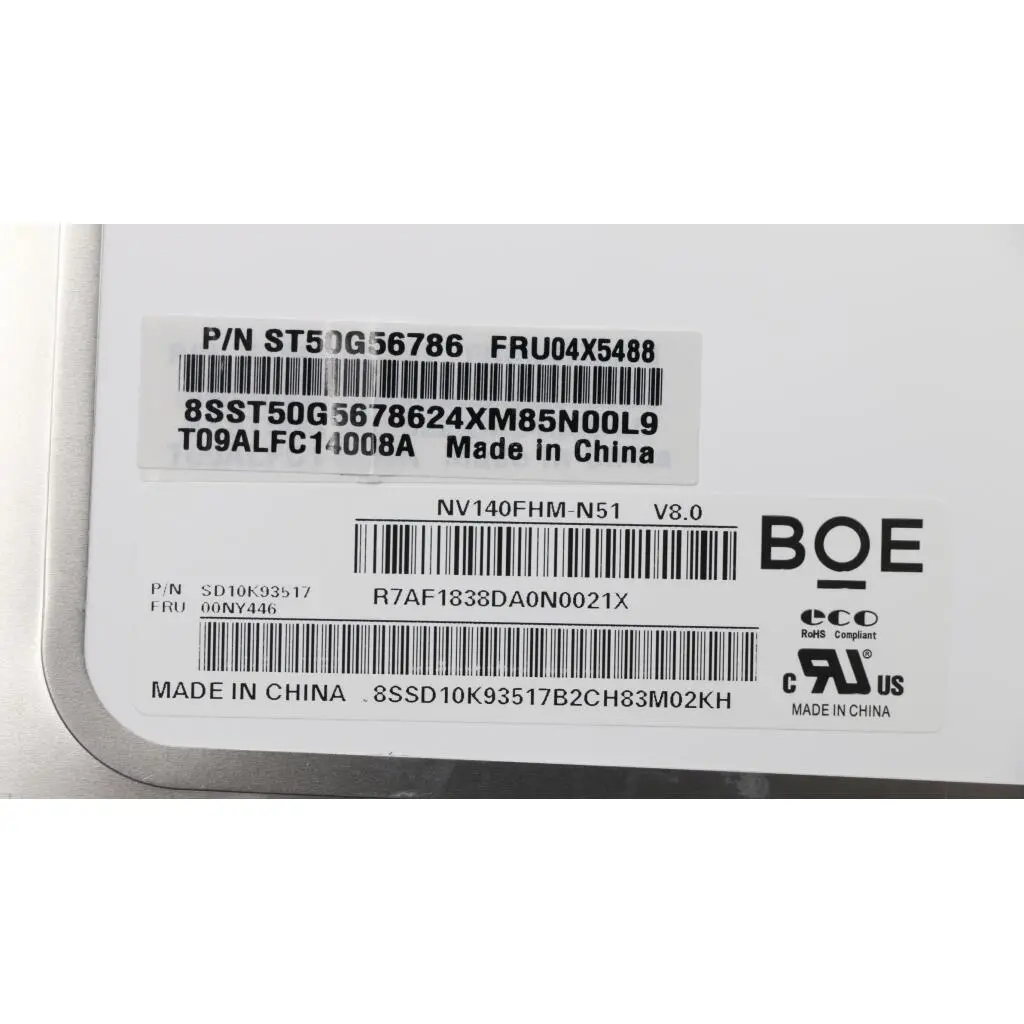 P/N ST50G56786 FRU04X5488
8SST50G5678624XM85N00L9
T09ALFC14008A Made in China
NV140FHM-N51 V8.0
BOE
P/N SD10K93517
FRU 00NY446
R7AF1838DA0N0021X
eco
RoHS Compliant
c RU ® US
MADE IN CHINA
MADE IN CHINA 8SSD10K93517B2CH83M02KH